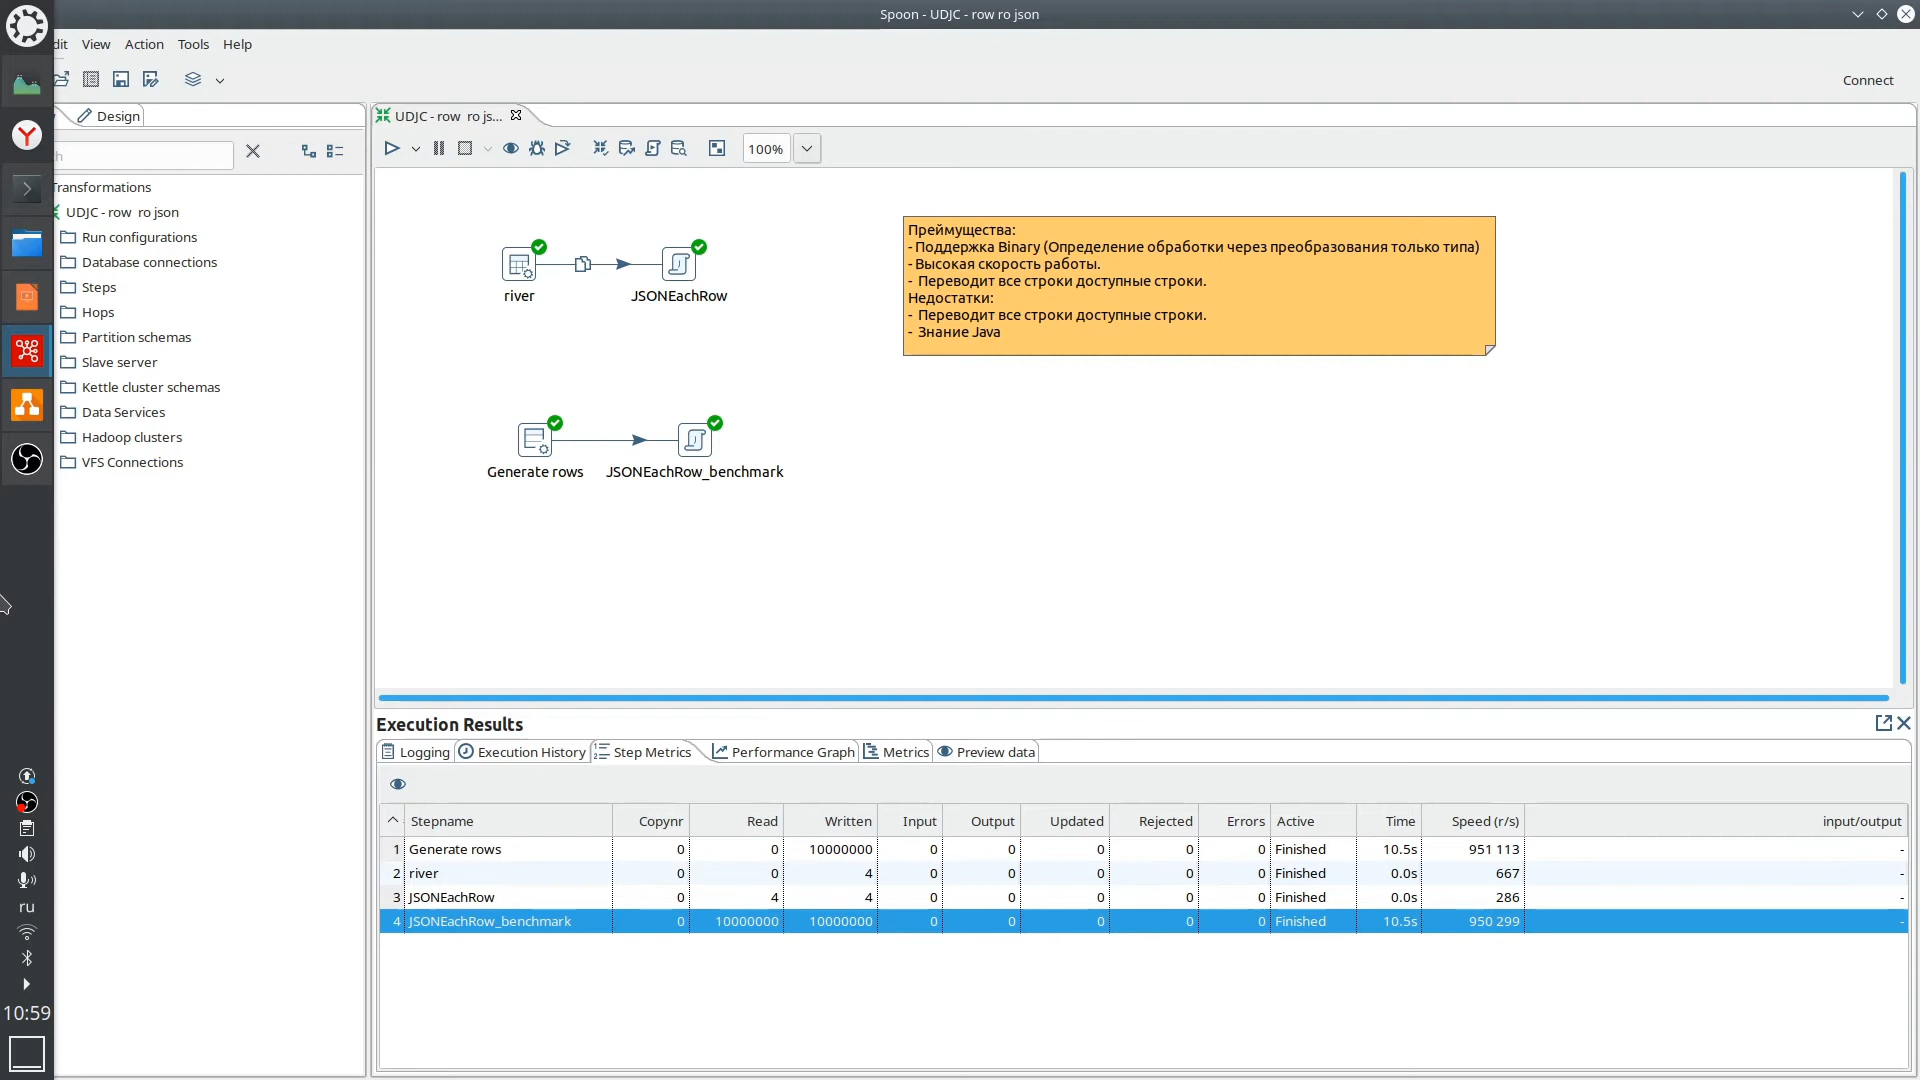 Spoon - UDJC - row ro json
dit View Action Tools Help
Connect
Design
UDJC - row ro js...
100%
h
Transformations
UDJC - row ro json
Run configurations
Database connections
Steps
Hops
Partition schemas
Slave server
Kettle cluster schemas
Data Services
Hadoop clusters
VFS Connections
river
JSONEachRow
Generate rows
JSONEachRow_benchmark
Преймущества:
- Поддержка Binary (Определение обработки через преобразования только типа)
- Высокая скорость работы.
- Переводит все строки доступные строки.
Недостатки:
- Переводит все строки доступные строки.
- Знание Java
Execution Results
Logging Execution History Step Metrics Performance Graph Metrics Preview data
Stepname Copynr Read Written Input Output Updated Rejected Errors Active Time Speed (r/s) input/output
1 Generate rows 0 0 10000000 0 0 0 0 0 Finished 10.5s 951 113 -
2 river 0 0 4 0 0 0 0 0 Finished 0.0s 667 -
3 JSONEachRow 0 4 4 0 0 0 0 0 Finished 0.0s 286 -
4 JSONEachRow_benchmark 0 10000000 10000000 0 0 0 0 0 Finished 10.5s 950 299 -
ru
10:59